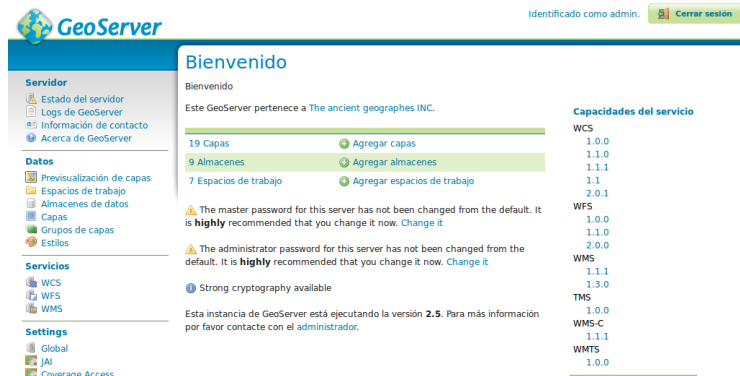 GeoServer
Identificado como admin.
Cerrar sesión
Servidor
Estado del servidor
Logs de GeoServer
Información de contacto
Acerca de GeoServer
Datos
Previsualización de capas
Espacios de trabajo
Almacenes de datos
Capas
Grupos de capas
Estilos
Servicios
WCS
WFS
WMS
Settings
Global
JAI
Coverage Access
Bienvenido
Bienvenido
Este GeoServer pertenece a The ancient geographes INC.
19 Capas Agregar capas
9 Almacenes Agregar almacenes
7 Espacios de trabajo Agregar espacios de trabajo
The master password for this server has not been changed from the default. It
is highly recommended that you change it now. Change it
The administrator password for this server has not been changed from the
default. It is highly recommended that you change it now. Change it
Strong cryptography available
Esta instancia de GeoServer está ejecutando la versión 2.5. Para más información
por favor contacte con el administrador.
Capacidades del servicio
WCS
1.0.0
1.1.0
1.1.1
1.1
2.0.1
WFS
1.0.0
1.1.0
2.0.0
WMS
1.1.1
1.3.0
TMS
1.0.0
WMS-C
1.1.1
WMTS
1.0.0